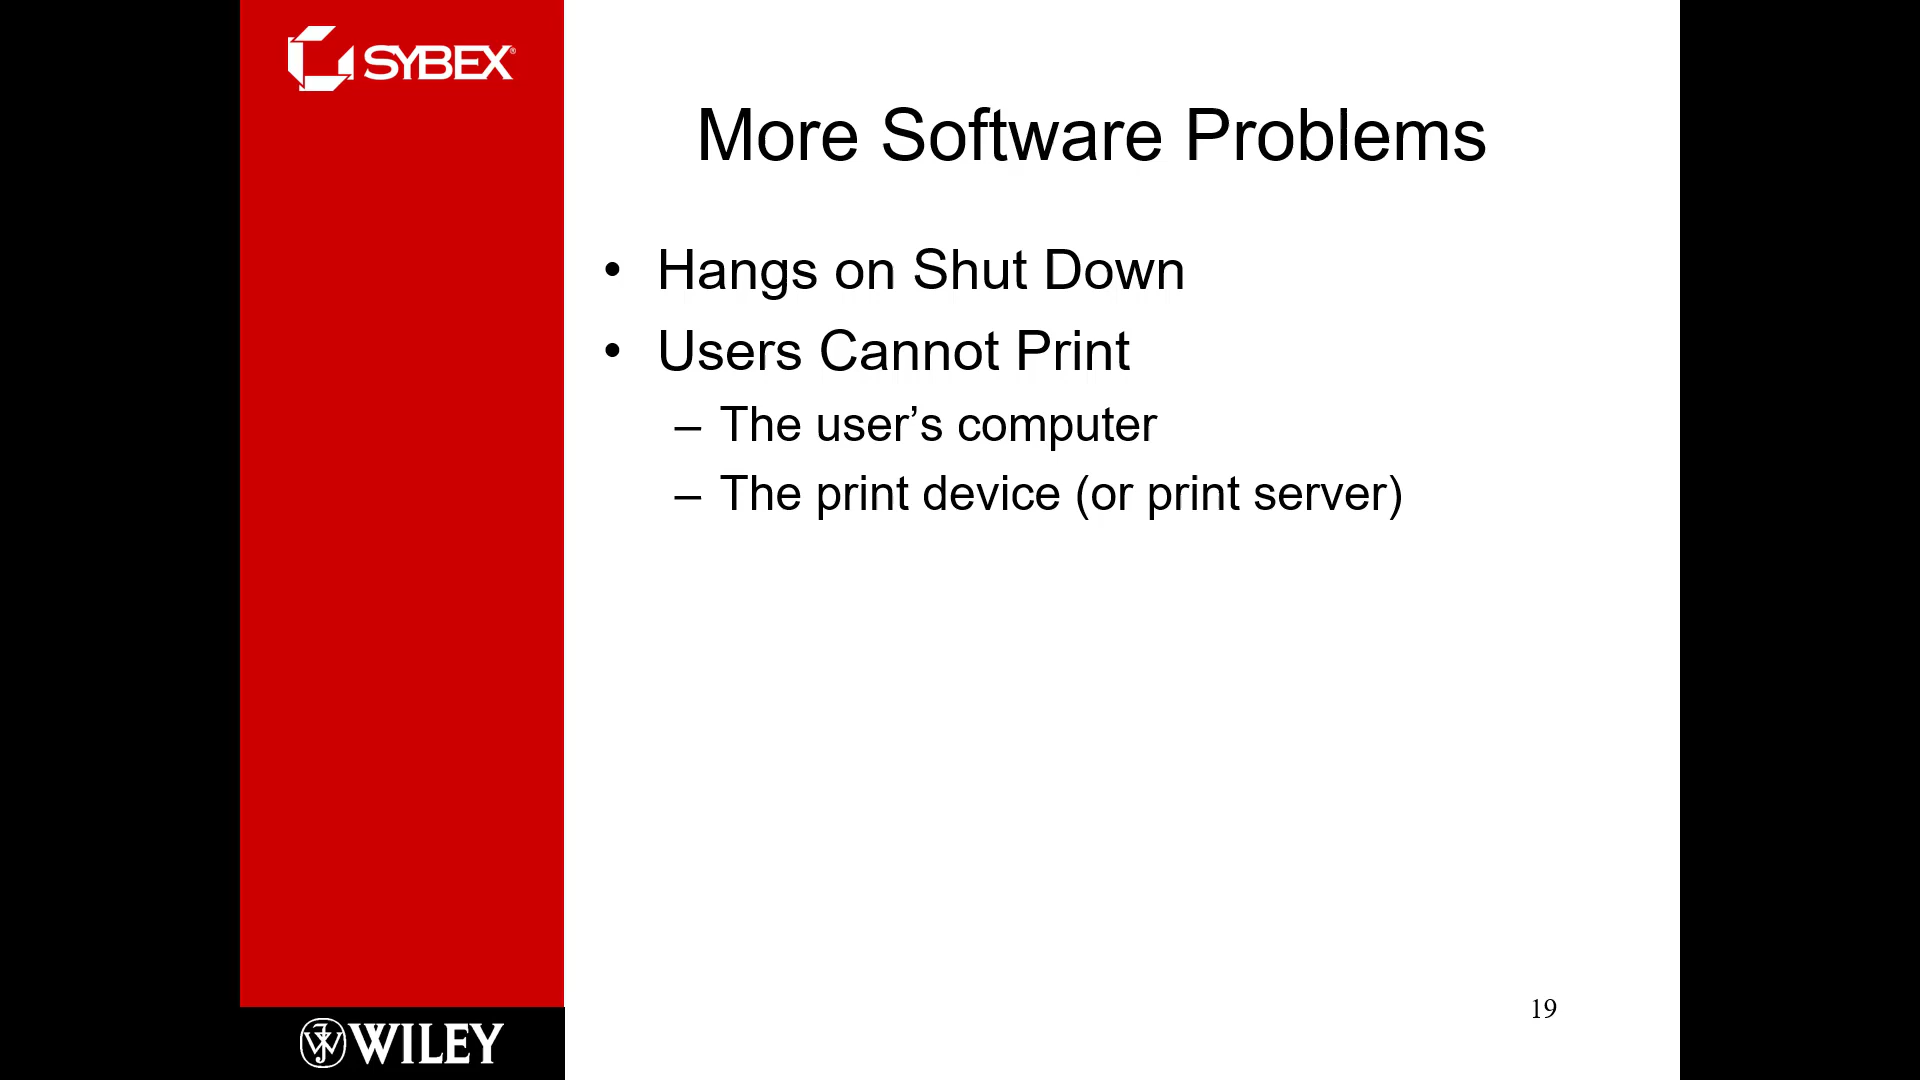 SYBEX®
More Software Problems
• Hangs on Shut Down
• Users Cannot Print
– The user’s computer
– The print device (or print server)
19
WILEY